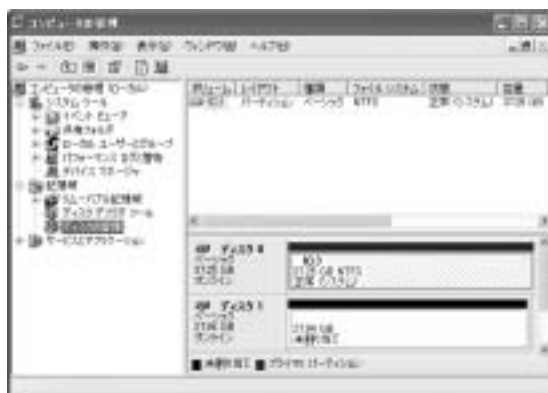 コンピュータの管理
ファイル(F) 操作(A) 表示(V) ウィンドウ(W) ヘルプ(H)
コンピュータの管理 (ローカル)
システム ツール
イベント ビューア
共有フォルダ
ローカル ユーザーとグループ
パフォーマンス ログと警告
デバイス マネージャ
記憶域
リムーバブル記憶域
ディスク デフラグ ツール
ディスクの管理
サービスとアプリケーション
ボリューム レイアウト 種類 ファイル システム 状態 容量
パーティション ベーシック NTFS 正常 (システム)
ディスク 0
ベーシック
オンライン
NTFS
正常 (システム)
ディスク 1
ベーシック
オンライン
未割り当て
未割り当て プライマリ パーティション